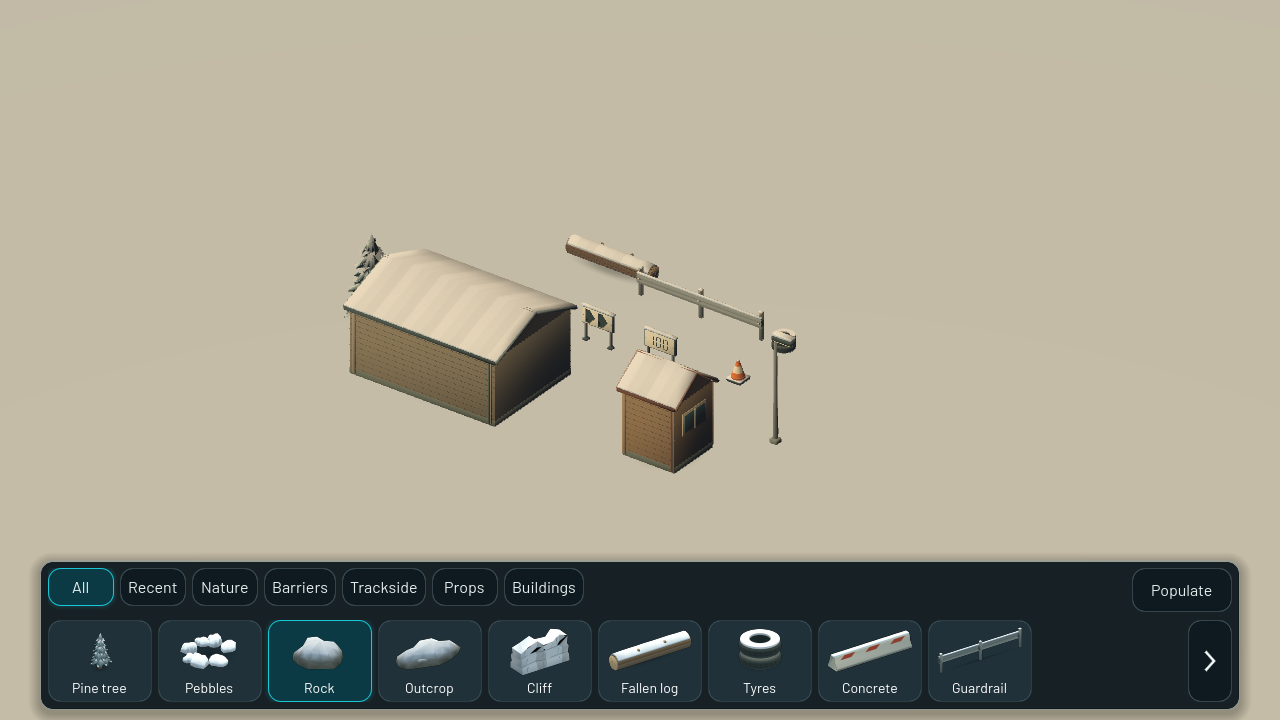 100
All
Recent
Nature
Barriers
Trackside
Props
Buildings
Populate
Pine tree
Pebbles
Rock
Outcrop
Cliff
Fallen log
Tyres
Concrete
Guardrail